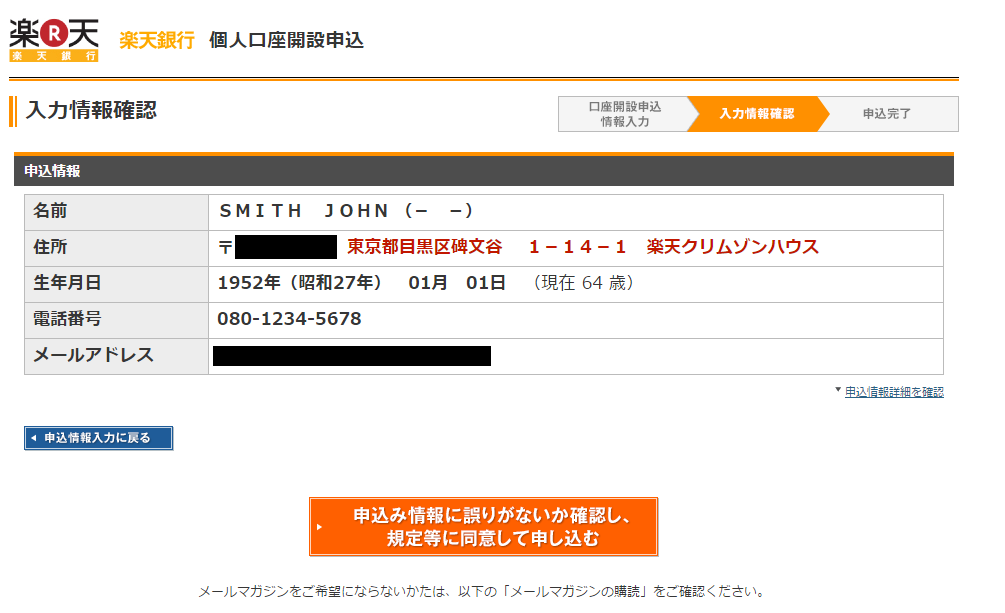 楽R天
楽天銀行
楽天銀行 個人口座開設申込
入力情報確認
口座開設申込
情報入力
入力情報確認
申込完了
申込情報
名前 ＳＭＩＴＨ　ＪＯＨＮ（－　－）
住所 〒 東京都目黒区碑文谷　１－１４－１　楽天クリムゾンハウス
生年月日 1952年（昭和27年）　01月　01日　（現在 64 歳）
電話番号 080-1234-5678
メールアドレス
申込情報詳細を確認
申込情報入力に戻る
申込み情報に誤りがないか確認し、
規定等に同意して申し込む
メールマガジンをご希望にならないかたは、以下の「メールマガジンの購読」をご確認ください。